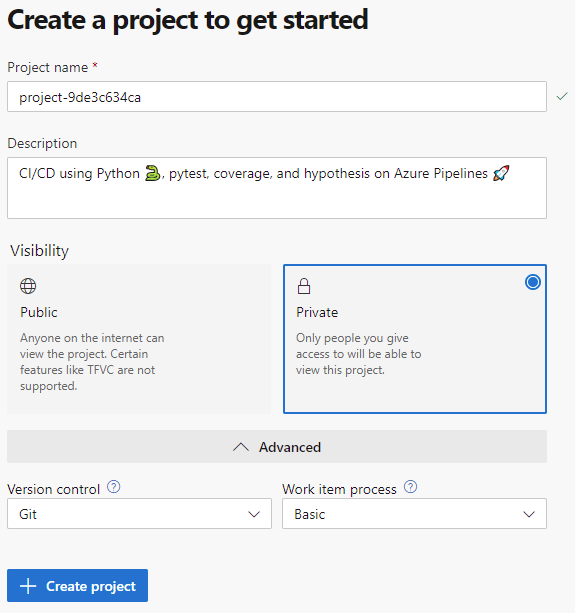 Create a project to get started
Project name *
project-9de3c634ca
Description
CI/CD using Python 🐍, pytest, coverage, and hypothesis on Azure Pipelines 🚀
Visibility
Public
Anyone on the internet can
view the project. Certain
features like TFVC are not
supported.
Private
Only people you give
access to will be able to
view this project.
Advanced
Version control ?
Git
Work item process ?
Basic
+ Create project